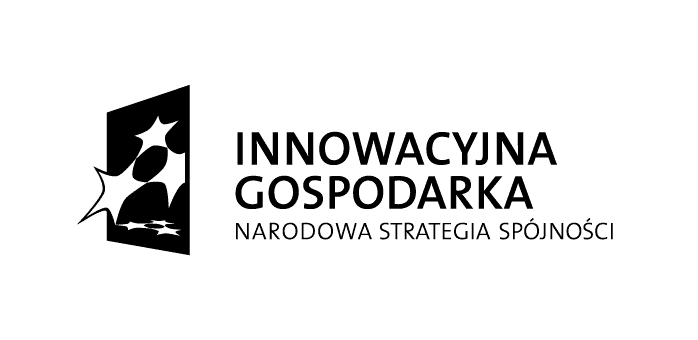 INNOWACYJNA
GOSPODARKA
NARODOWA STRATEGIA SPÓJNOŚCI